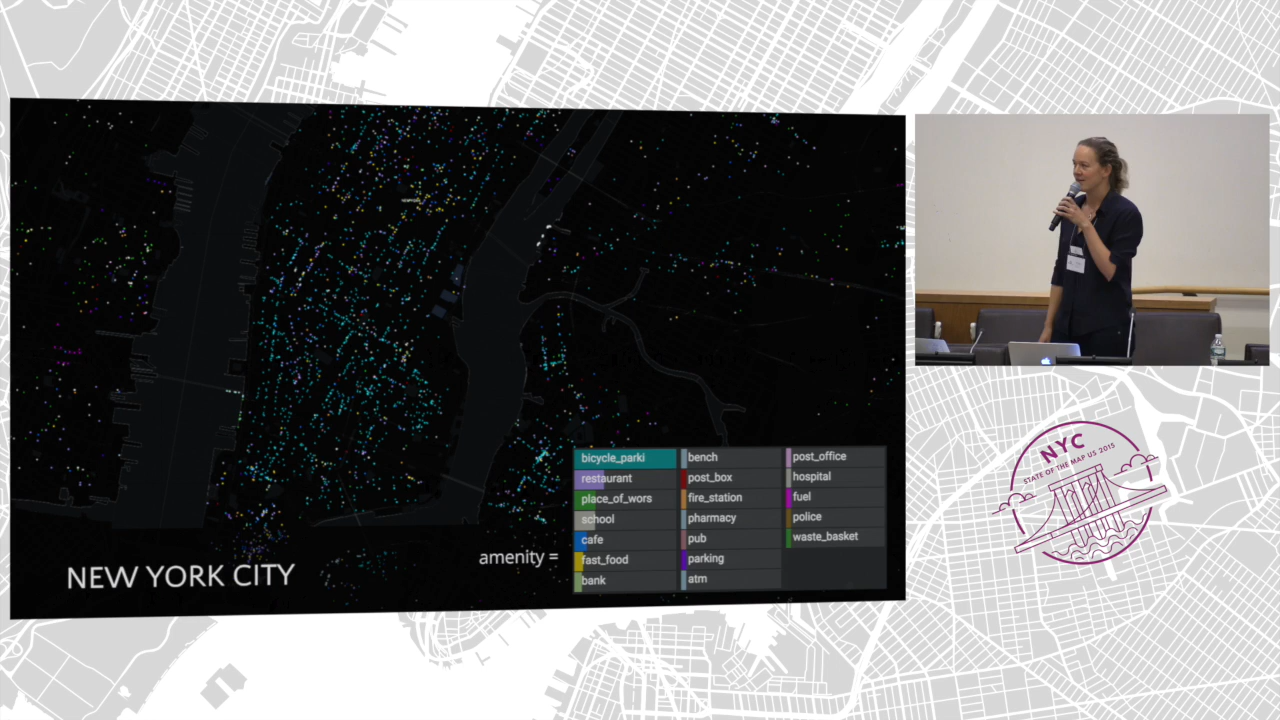 NEW YORK CITY
amenity =
bicycle_parki
restaurant
place_of_wors
school
cafe
fast_food
bank
bench
post_box
fire_station
pharmacy
pub
parking
atm
post_office
hospital
fuel
police
waste_basket
NYC
STATE OF THE MAP US 2015